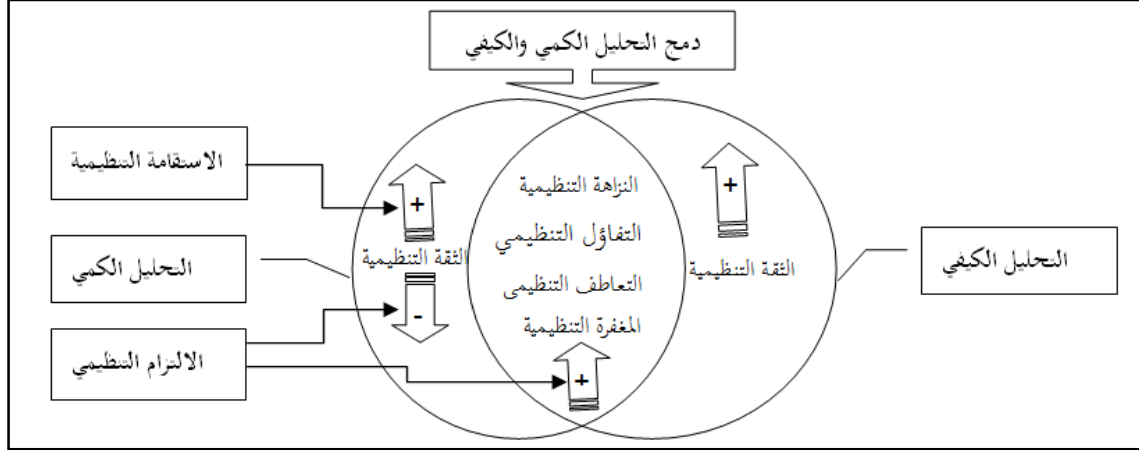 دمج التحليل الكمي والكيفي
الاستقامة التنظيمية
+
النزاهة التنظيمية
+
التفاؤل التنظيمي
التحليل الكمي
الثقة التنظيمية
التعاطف التنظيمى
الثقة التنظيمية
التحليل الكيفي
-
المغفرة التنظيمية
الالتزام التنظيمي
+